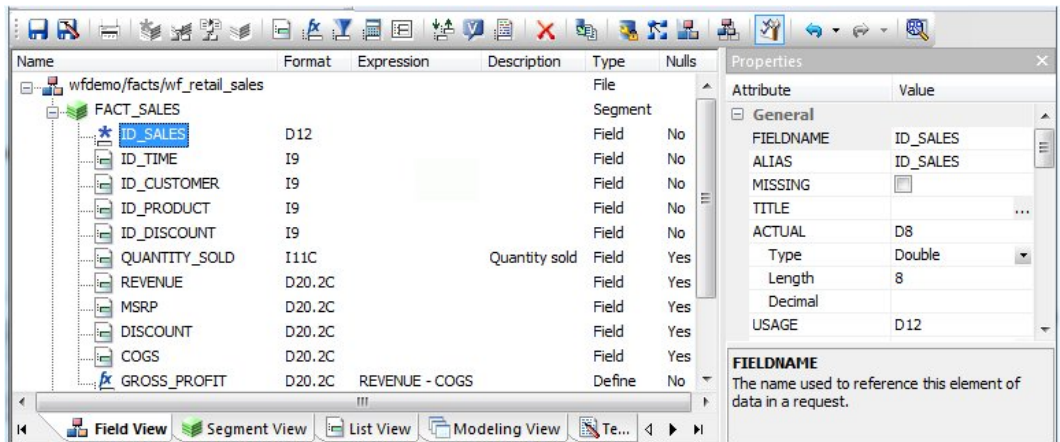 Name Format Expression Description Type Nulls
wfdemo/facts/wf_retail_sales File
FACT_SALES Segment
ID_SALES D12 Field No
ID_TIME I9 Field No
ID_CUSTOMER I9 Field No
ID_PRODUCT I9 Field No
ID_DISCOUNT I9 Field No
QUANTITY_SOLD I11C Quantity sold Field Yes
REVENUE D20.2C Field Yes
MSRP D20.2C Field Yes
DISCOUNT D20.2C Field Yes
COGS D20.2C Field Yes
fx GROSS_PROFIT D20.2C REVENUE - COGS Define No
Field View Segment View List View Modeling View Te...
Properties
Attribute Value
General
FIELDNAME ID_SALES
ALIAS ID_SALES
MISSING
TITLE ...
ACTUAL D8
Type Double
Length 8
Decimal
USAGE D12
FIELDNAME
The name used to reference this element of
data in a request.